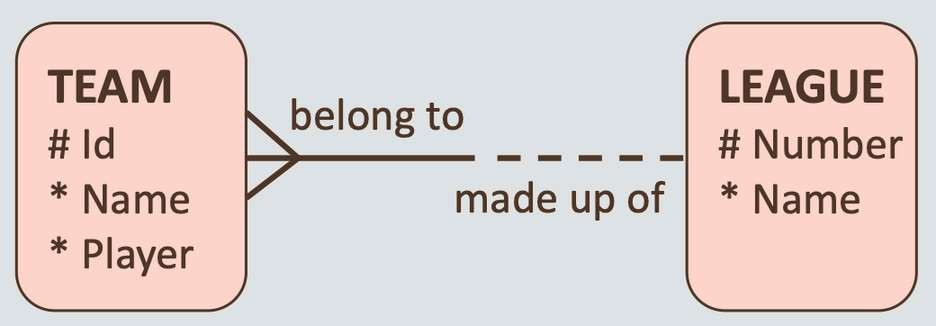 TEAM
# Id
* Name
* Player
belong to
made up of
LEAGUE
# Number
* Name